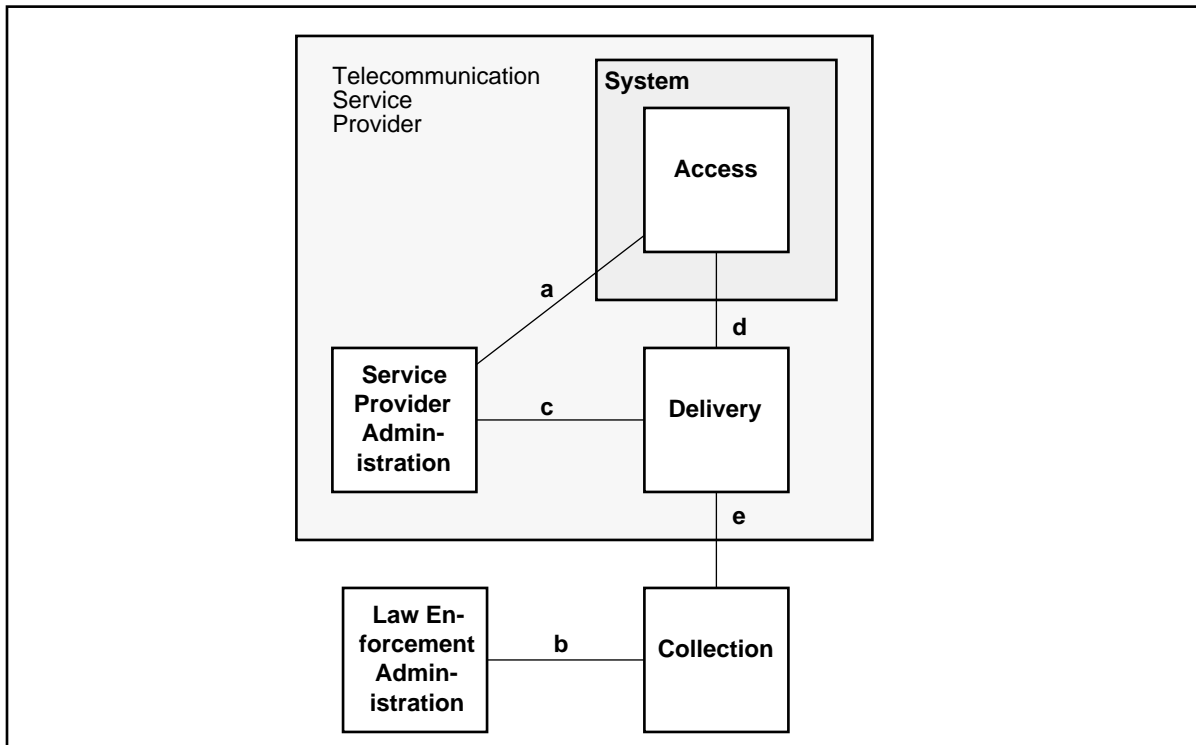 Telecommunication
Service
Provider
System
Access
a
d
Service
Provider
Admin-
istration
c
Delivery
e
Law En-
forcement
Admin-
istration
b
Collection